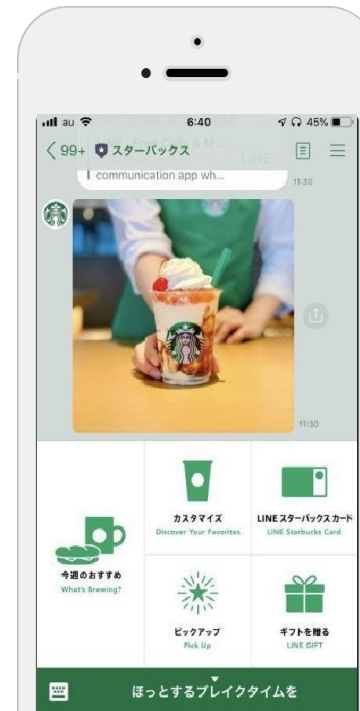 au
6:40
45%
99+
スターバックス
communication app wh...
11:30
11:30
今週のおすすめ
What's Brewing?
カスタマイズ
Discover Your Favorites
LINE スターバックス カード
LINE Starbucks Card
ピックアップ
Pick Up
ギフトを贈る
LINE GIFT
ほっとするブレイクタイムを